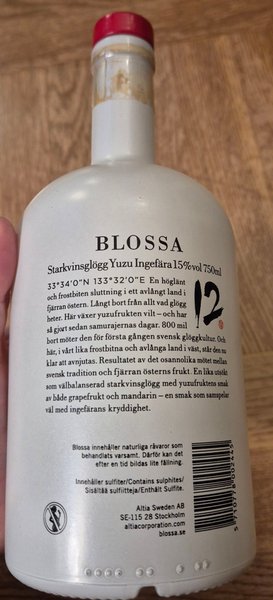 BLOSSA
Starkvinsglögg Yuzu Ingefära 15%vol 750ml
33°34'0"N 133°32'0"E En höglänt
och frostbiten sluttning i ett avlångt land i
fjärran östern. Långt bort från allt vad glögg
heter. Här växer yuzufrukten vilt – och har
så gjort sedan samurajernas dagar. 800 mil
bort möter den för första gången svensk glöggkultur. Och
här, i vårt lika frostbitna och avlånga land i väst, står den nu
klar att avnjutas. Resultatet av det osannolika mötet mellan
svensk tradition och fjärran österns frukt. En lika utsökt
som välbalanserad starkvinsglögg med yuzufruktens smak
av både grapefrukt och mandarin – en smak som samspelar
väl med ingefärans kryddighet.
12
Blossa innehåller naturliga råvaror som
behandlats varsamt. Därför kan det
efter en tid bildas lite fällning.
Innehåller sulfiter/Contains sulphites/
Sisältää sulfiitteja/Enthält Sulfite.
Altia Sweden AB
SE-115 28 Stockholm
altiacorporation.com
blossa.se